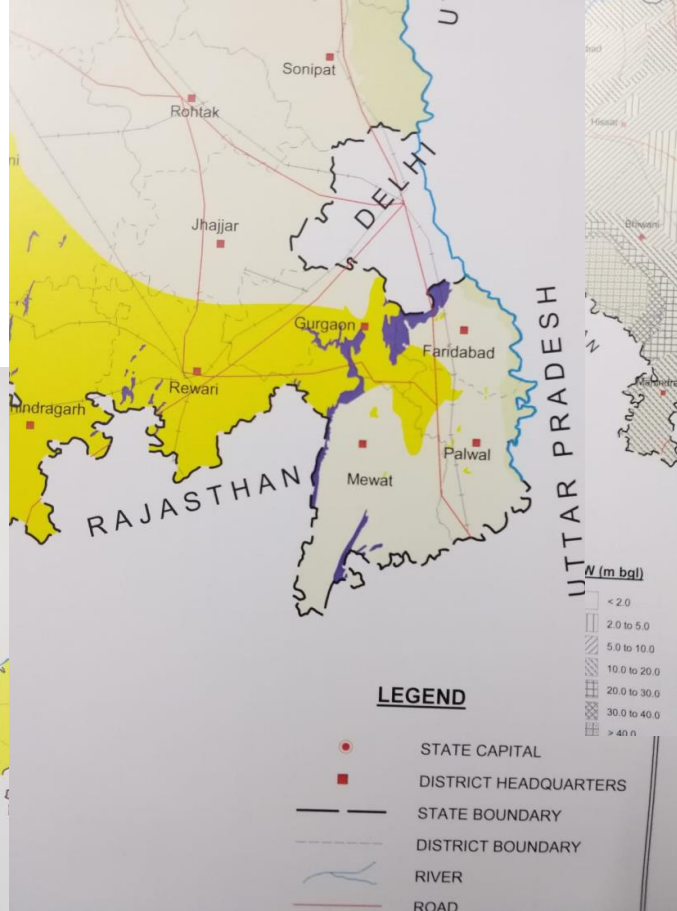 U
Sonipat
Rohtak
DELHI
Jhajjar
Gurgaon
Faridabad
Rewari
hindragarh
Palwal
Mewat
RAJASTHAN
UTTAR PRADESH
LEGEND
STATE CAPITAL
DISTRICT HEADQUARTERS
STATE BOUNDARY
DISTRICT BOUNDARY
RIVER
ROAD
Hissar
Bhiwani
W (m bgl)
< 2.0
2.0 to 5.0
5.0 to 10.0
10.0 to 20.0
20.0 to 30.0
30.0 to 40.0
> 40.0